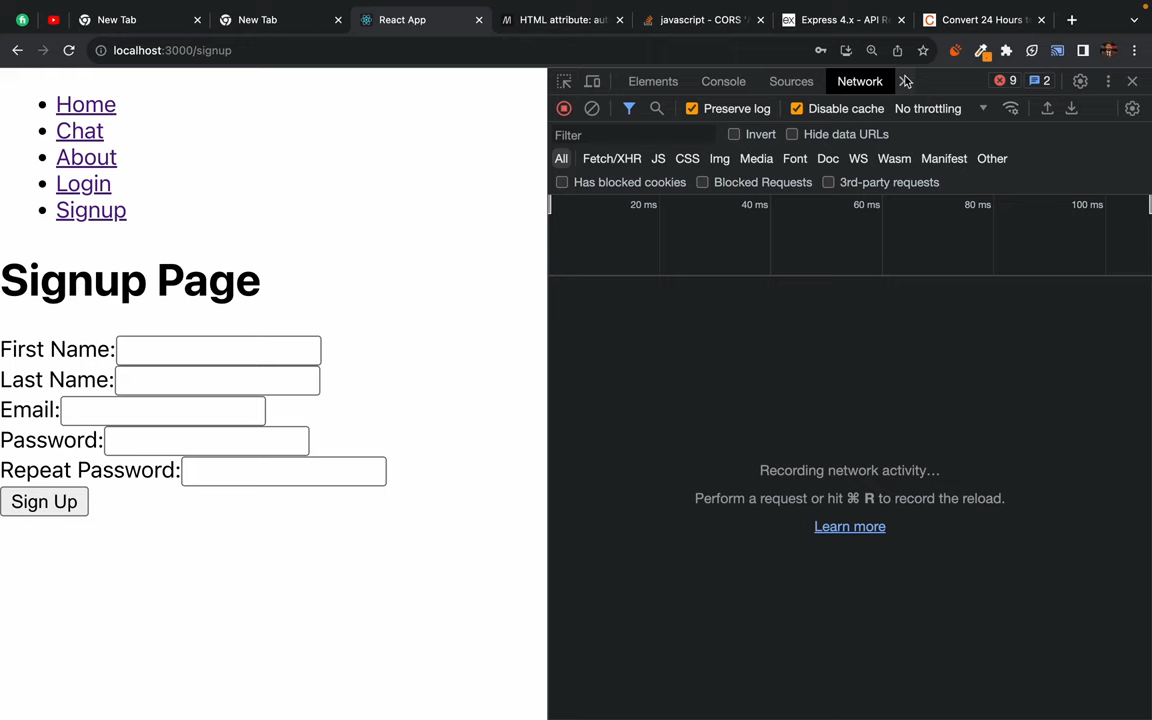 New Tab
New Tab
React App
HTML attribute: aut
javascript - CORS 'A
Express 4.x - API Re
Convert 24 Hours to
localhost:3000/signup
Home
Chat
About
Login
Signup
Signup Page
First Name:
Last Name:
Email:
Password:
Repeat Password:
Sign Up
Elements Console Sources Network 9 2
Preserve log Disable cache No throttling
Filter Invert Hide data URLs
All Fetch/XHR JS CSS Img Media Font Doc WS Wasm Manifest Other
Has blocked cookies Blocked Requests 3rd-party requests
20 ms 40 ms 60 ms 80 ms 100 ms
Recording network activity…
Perform a request or hit ⌘ R to record the reload.
Learn more